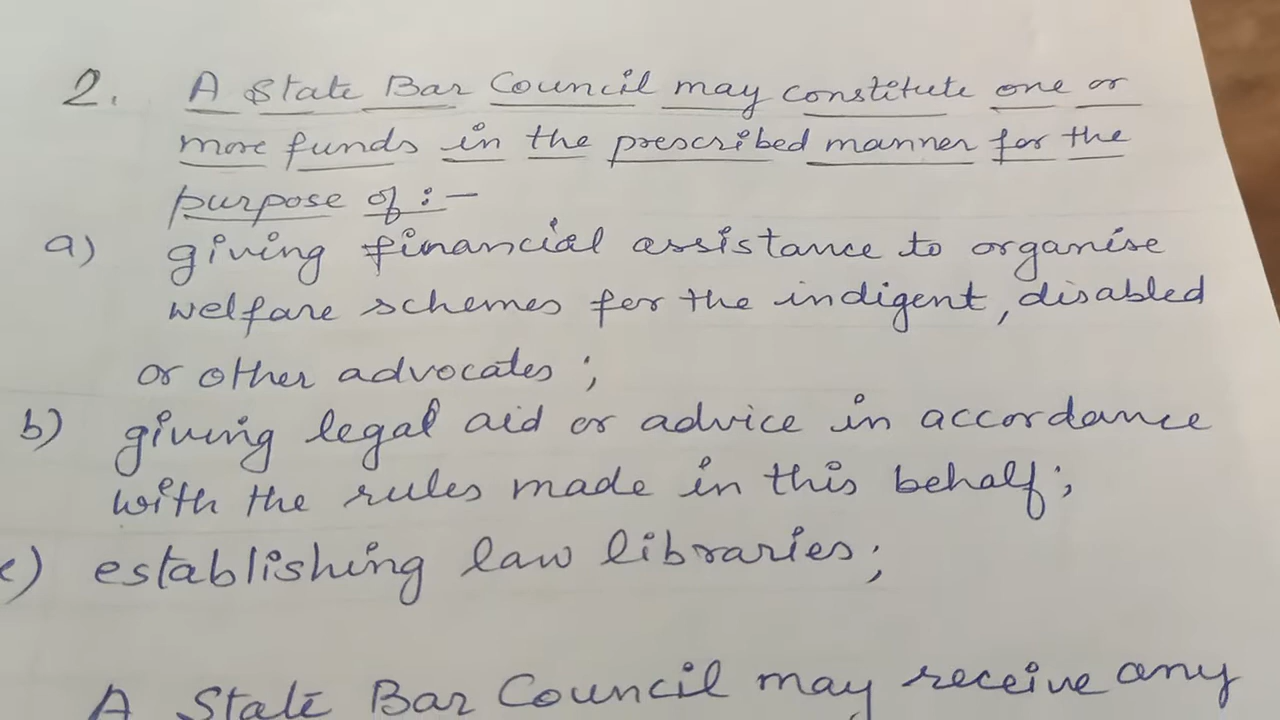 2. A State Bar Council may constitute one or
more funds in the prescribed manner for the
purpose of :-
a) giving financial assistance to organise
welfare schemes for the indigent, disabled
or other advocates ;
b) giving legal aid or advice in accordance
with the rules made in this behalf ;
c) establishing law libraries ;
A State Bar Council may receive any